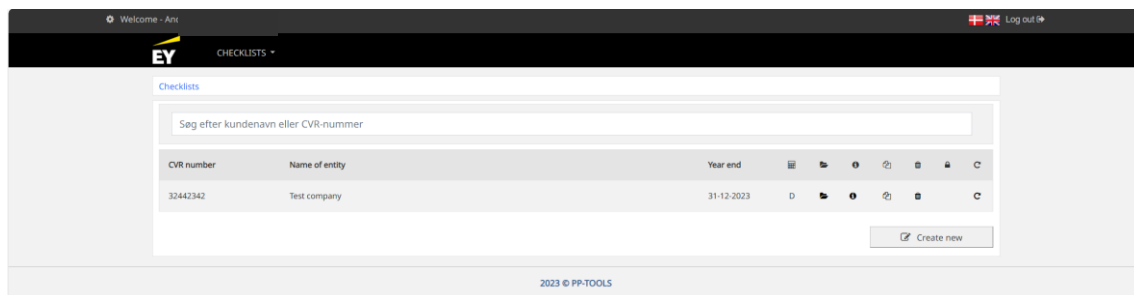 Welcome - And
Log out
EY
CHECKLISTS
Checklists
Søg efter kundenavn eller CVR-nummer
CVR number Name of entity Year end
32442342 Test company 31-12-2023 D
Create new
2023 © PP-TOOLS